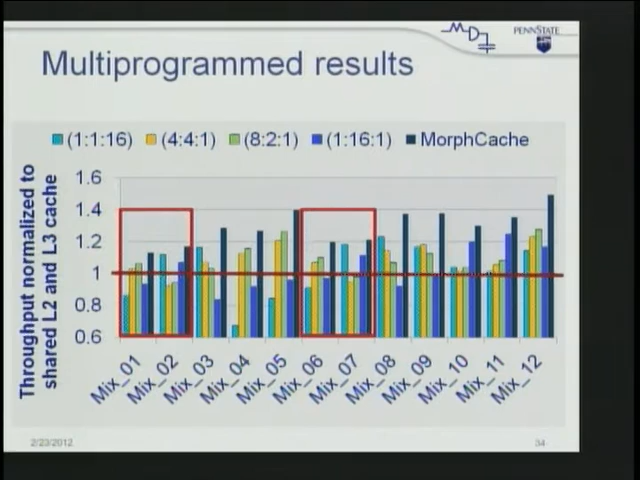 PENNSTATE
Multiprogrammed results
(1:1:16) (4:4:1) (8:2:1) (1:16:1) MorphCache
Throughput normalized to
shared L2 and L3 cache
1.6
1.4
1.2
1
0.8
0.6
Mix_01 Mix_02 Mix_03 Mix_04 Mix_05 Mix_06 Mix_07 Mix_08 Mix_09 Mix_10 Mix_11 Mix_12
2/23/2012 34